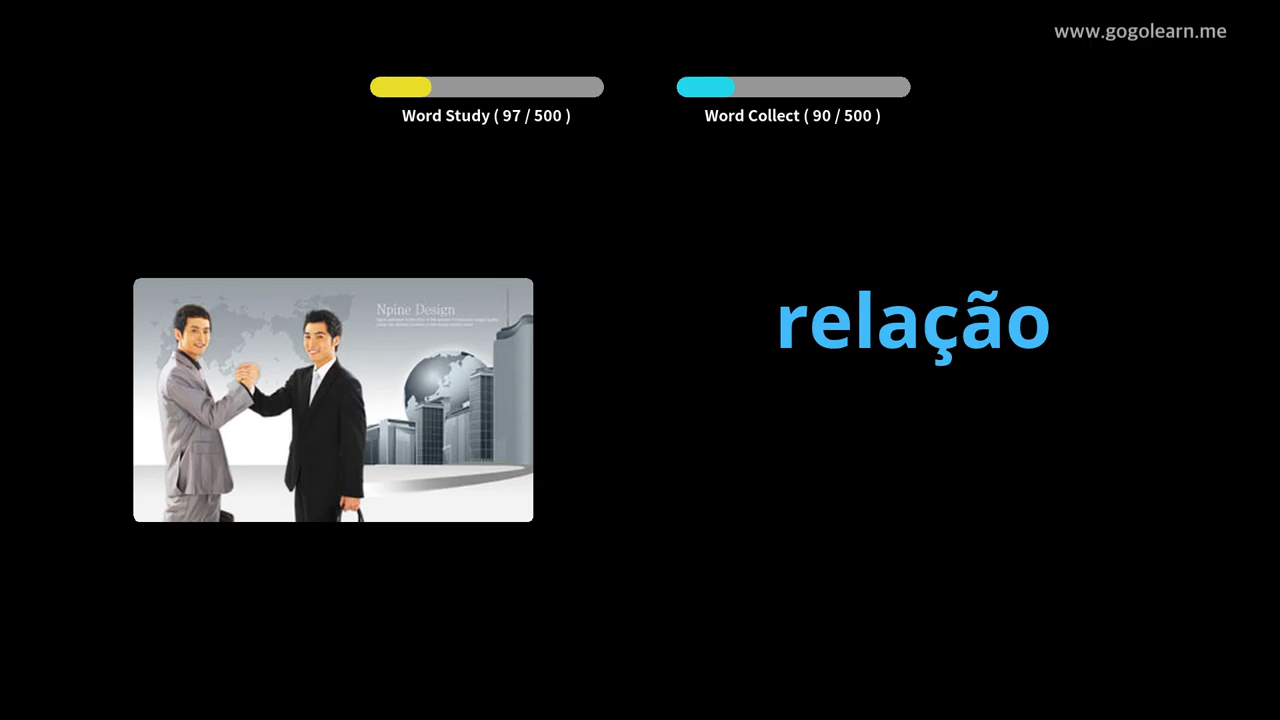 www.gogolearn.me
Word Study ( 97 / 500 )
Word Collect ( 90 / 500 )
Npine Design
relação